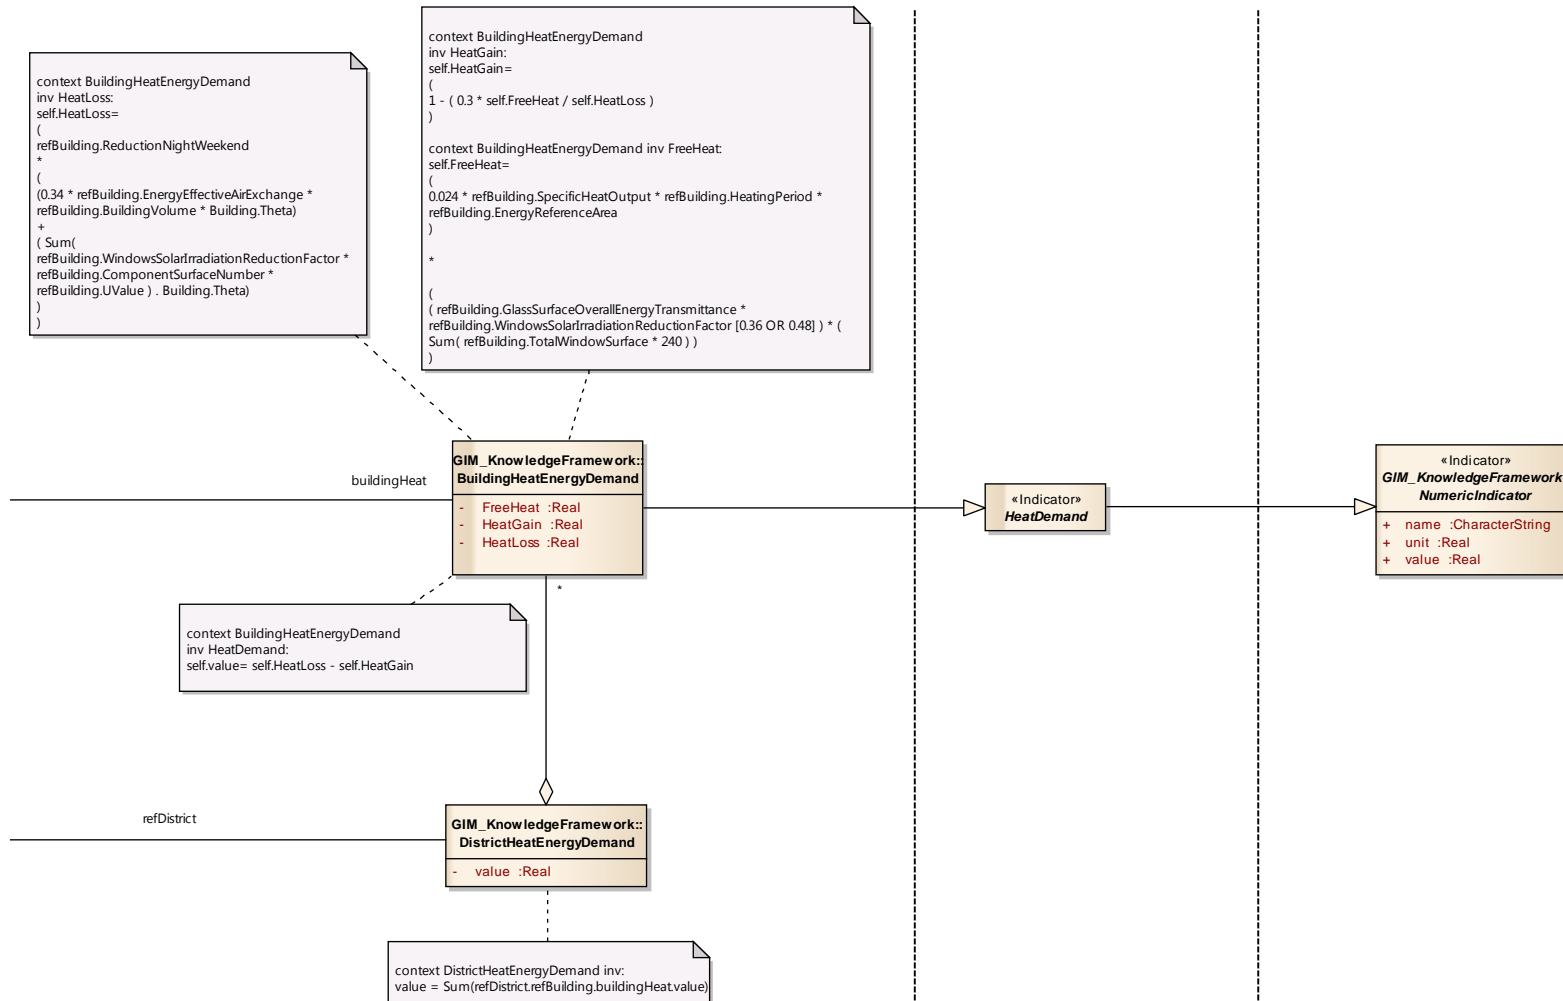 context BuildingHeatEnergyDemand
inv HeatLoss:
self.HeatLoss=
(
refBuilding.ReductionNightWeekend
*
(
(0.34 * refBuilding.EnergyEffectiveAirExchange *
refBuilding.BuildingVolume * Building.Theta)
+
( Sum(
refBuilding.WindowsSolarIrradiationReductionFactor *
refBuilding.ComponentSurfaceNumber *
refBuilding.UValue ) . Building.Theta)
)
)
context BuildingHeatEnergyDemand
inv HeatGain:
self.HeatGain=
(
1 - ( 0.3 * self.FreeHeat / self.HeatLoss )
)
context BuildingHeatEnergyDemand inv FreeHeat:
self.FreeHeat=
(
0.024 * refBuilding.SpecificHeatOutput * refBuilding.HeatingPeriod *
refBuilding.EnergyReferenceArea
)
*
(
( refBuilding.GlassSurfaceOverallEnergyTransmittance *
refBuilding.WindowsSolarIrradiationReductionFactor [0.36 OR 0.48] ) * (
Sum( refBuilding.TotalWindowSurface * 240 ) )
)
buildingHeat
GIM_KnowledgeFramework::
BuildingHeatEnergyDemand
- FreeHeat :Real
- HeatGain :Real
- HeatLoss :Real
*
«Indicator»
HeatDemand
«Indicator»
GIM_KnowledgeFramework
NumericIndicator
+ name :CharacterString
+ unit :Real
+ value :Real
context BuildingHeatEnergyDemand
inv HeatDemand:
self.value= self.HeatLoss - self.HeatGain
refDistrict
GIM_KnowledgeFramework::
DistrictHeatEnergyDemand
- value :Real
context DistrictHeatEnergyDemand inv:
value = Sum(refDistrict.refBuilding.buildingHeat.value)